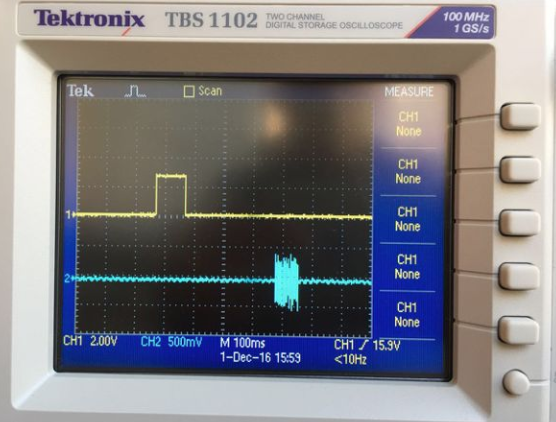 Tektronix TBS 1102 TWO CHANNEL DIGITAL STORAGE OSCILLOSCOPE
100 MHz
1 GS/s
Tek Scan MEASURE
CH1
None
CH1
None
1
CH1
None
2
CH1
None
CH1
None
CH1 2.00V CH2 500mV M 100ms CH1 15.9V
1-Dec-16 15:59 <10Hz